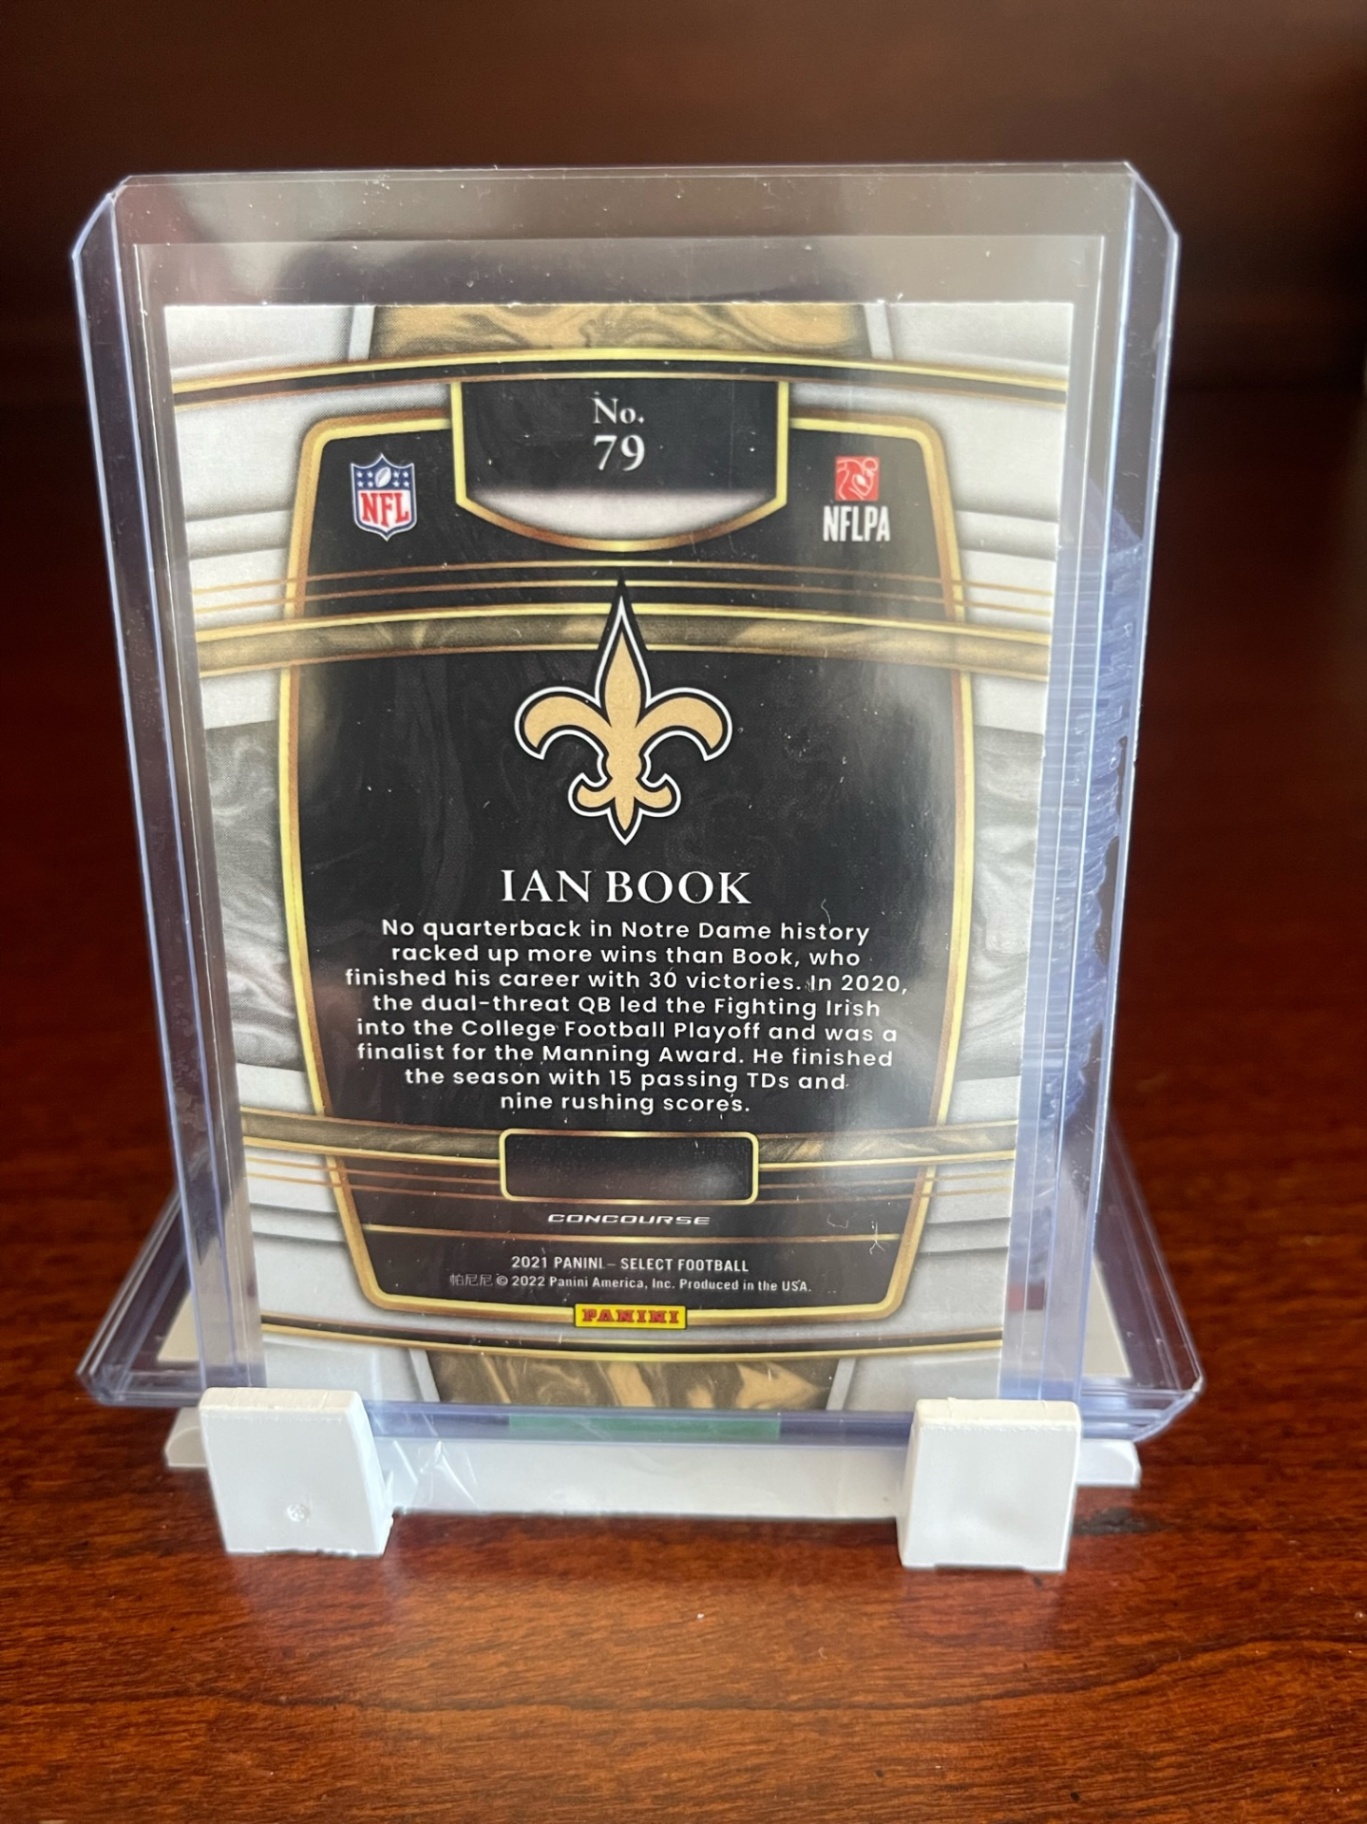 No.
79
NFL
NFLPA
IAN BOOK
No quarterback in Notre Dame history
racked up more wins than Book, who
finished his career with 30 victories. In 2020,
the dual-threat QB led the Fighting Irish
into the College Football Playoff and was a
finalist for the Manning Award. He finished
the season with 15 passing TDs and
nine rushing scores.
CONCOURSE
2021 PANINI – SELECT FOOTBALL
帕尼尼 © 2022 Panini America, Inc. Produced in the USA.
PANINI